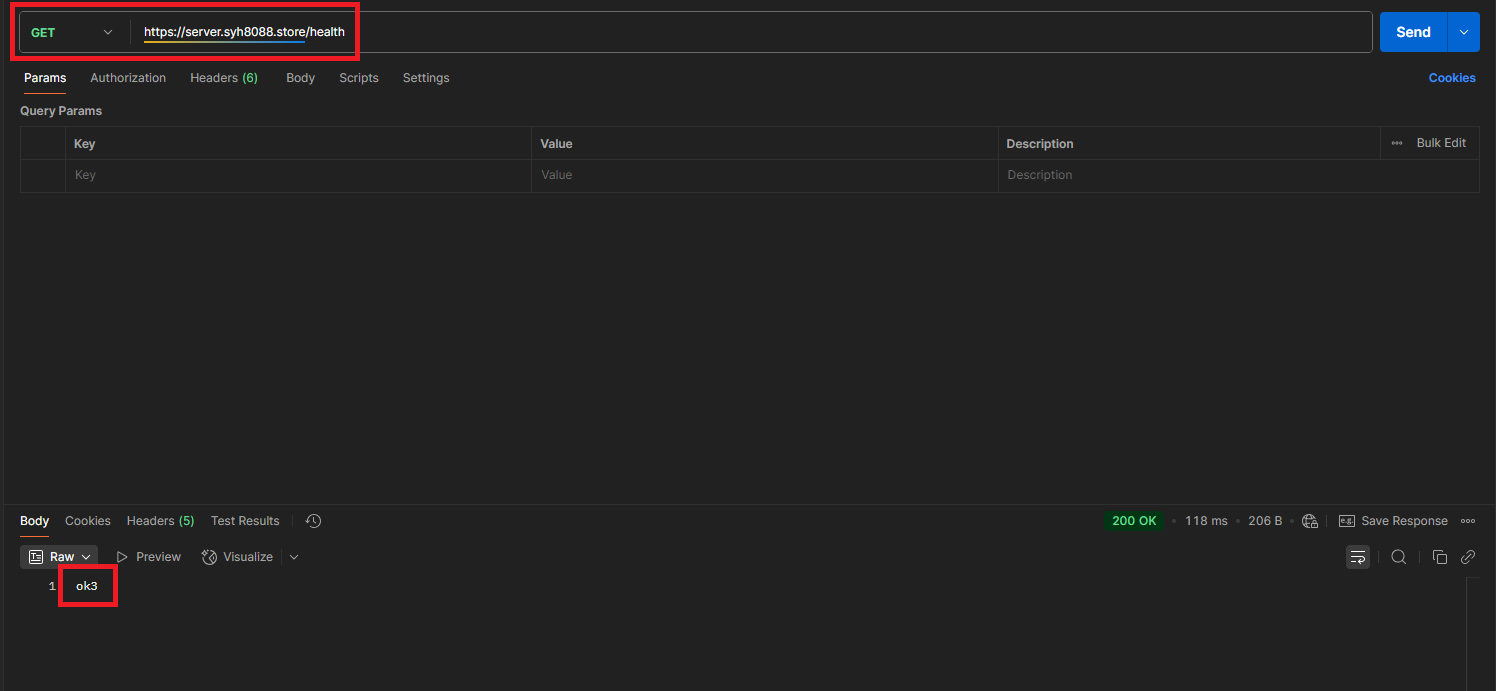 GET https://server.syh8088.store/health Send
Params Authorization Headers (6) Body Scripts Settings Cookies
Query Params
Key Value Description Bulk Edit
Key Value Description
Body Cookies Headers (5) Test Results 200 OK 118 ms 206 B e.g. Save Response
Raw Preview Visualize
1 ok3